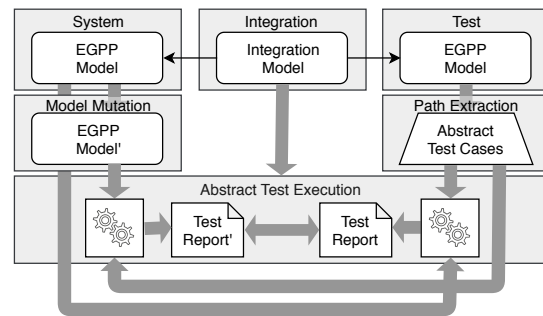 System
Integration
Test
EGPP
Model
Integration
Model
EGPP
Model
Model Mutation
Path Extraction
EGPP
Model'
Abstract
Test Cases
Abstract Test Execution
Test
Report'
Test
Report